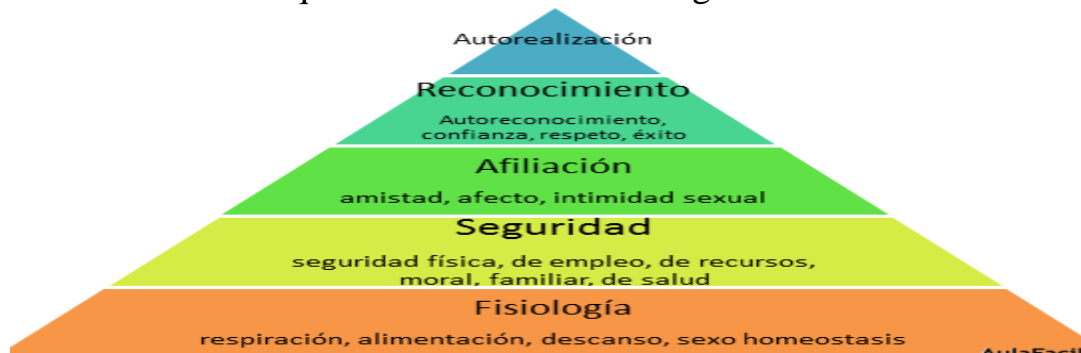 Autorealización
Reconocimiento
Autoreconocimiento,
confianza, respeto, éxito
Afiliación
amistad, afecto, intimidad sexual
Seguridad
seguridad física, de empleo, de recursos,
moral, familiar, de salud
Fisiología
respiración, alimentación, descanso, sexo homeostasis
AulaFacil